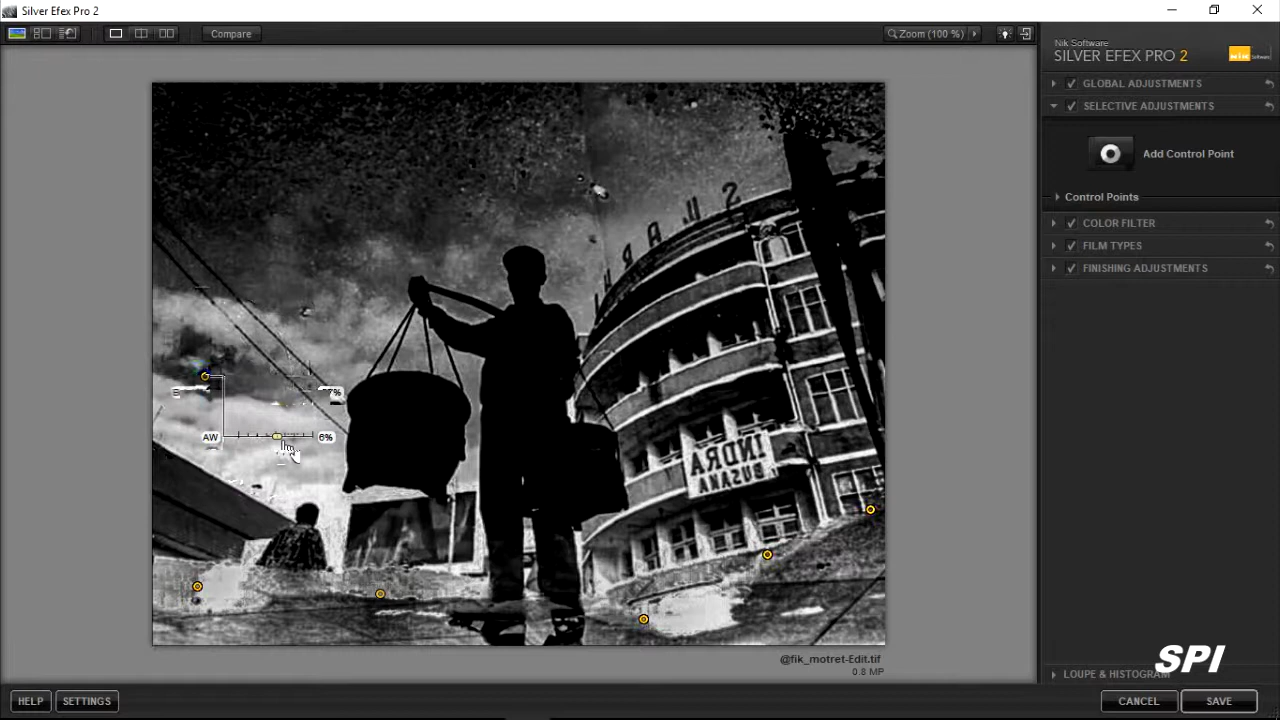 Silver Efex Pro 2
Compare
Zoom (100 %)
Nik Software
SILVER EFEX PRO 2
GLOBAL ADJUSTMENTS
SELECTIVE ADJUSTMENTS
Add Control Point
Control Points
COLOR FILTER
FILM TYPES
FINISHING ADJUSTMENTS
SUARHU
INDRA
BUSANA
AW
6%
@fik_motret-Edit.tif
0.8 MP
SPI
LOUPE & HISTOGRAM
HELP
SETTINGS
CANCEL
SAVE